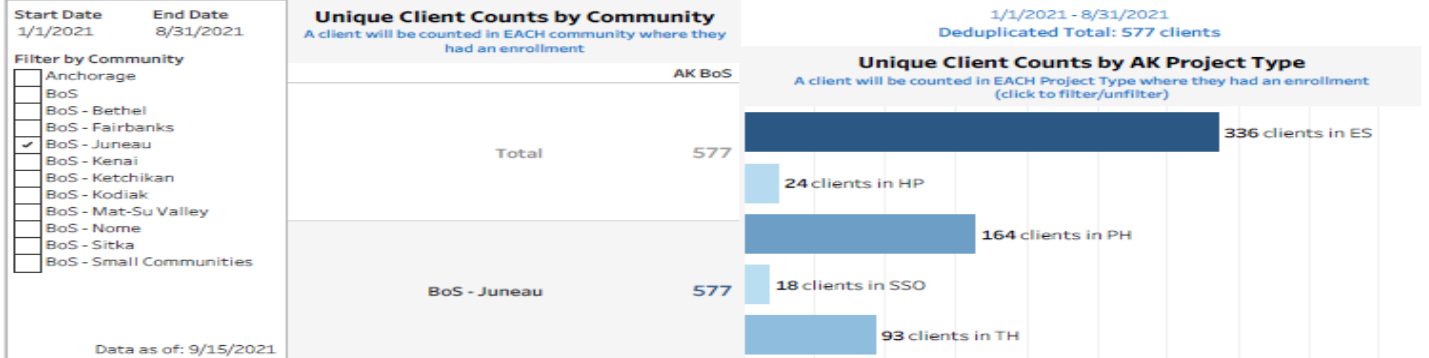 Start Date End Date
1/1/2021 8/31/2021
Filter by Community
Anchorage
BoS
BoS - Bethel
BoS - Fairbanks
BoS - Juneau
BoS - Kenai
BoS - Ketchikan
BoS - Kodiak
BoS - Mat-Su Valley
BoS - Nome
BoS - Sitka
BoS - Small Communities
Data as of: 9/15/2021
Unique Client Counts by Community
A client will be counted in EACH community where they
had an enrollment
AK BoS
Total 577
BoS - Juneau 577
1/1/2021 - 8/31/2021
Deduplicated Total: 577 clients
Unique Client Counts by AK Project Type
A client will be counted in EACH Project Type where they had an enrollment
(click to filter/unfilter)
336 clients in ES
24 clients in HP
164 clients in PH
18 clients in SSO
93 clients in TH